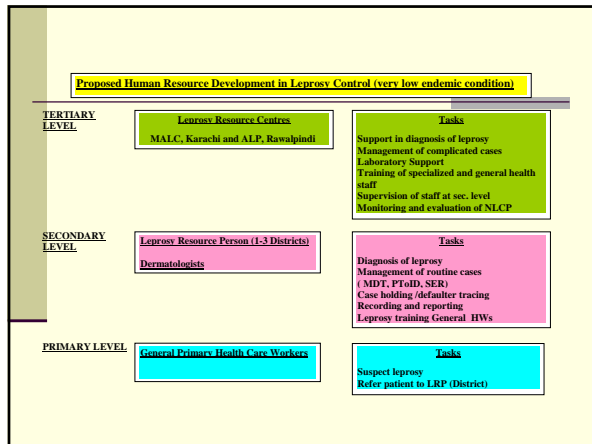 Proposed Human Resource Development in Leprosy Control (very low endemic condition)
TERTIARY
LEVEL
Leprosy Resource Centres
MALC, Karachi and ALP, Rawalpindi
Tasks
Support in diagnosis of leprosy
Management of complicated cases
Laboratory Support
Training of specialized and general health
staff
Supervision of staff at sec. level
Monitoring and evaluation of NLCP
SECONDARY
LEVEL
Leprosy Resource Person (1-3 Districts)
Dermatologists
Tasks
Diagnosis of leprosy
Management of routine cases
( MDT, PToID, SER)
Case holding /defaulter tracing
Recording and reporting
Leprosy training General HWs
PRIMARY LEVEL
General Primary Health Care Workers
Tasks
Suspect leprosy
Refer patient to LRP (District)